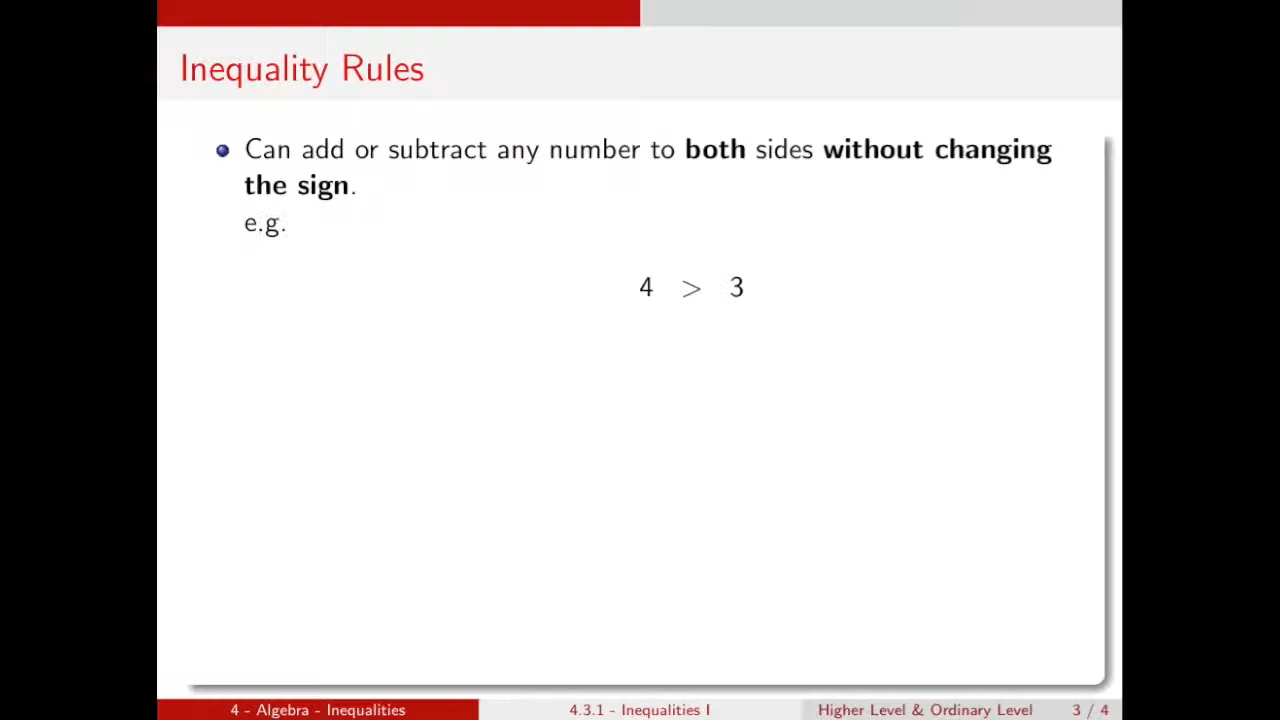 Inequality Rules
Can add or subtract any number to both sides without changing
the sign.
e.g.
4 > 3
4 - Algebra - Inequalities 4.3.1 - Inequalities I Higher Level & Ordinary Level 3 / 4